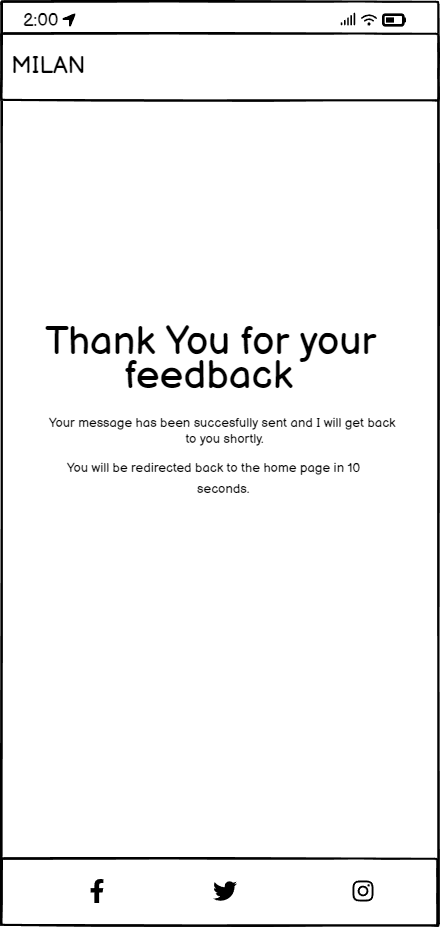 2:00
MILAN
Thank You for your
feedback
Your message has been succesfully sent and I will get back
to you shortly.
You will be redirected back to the home page in 10
seconds.